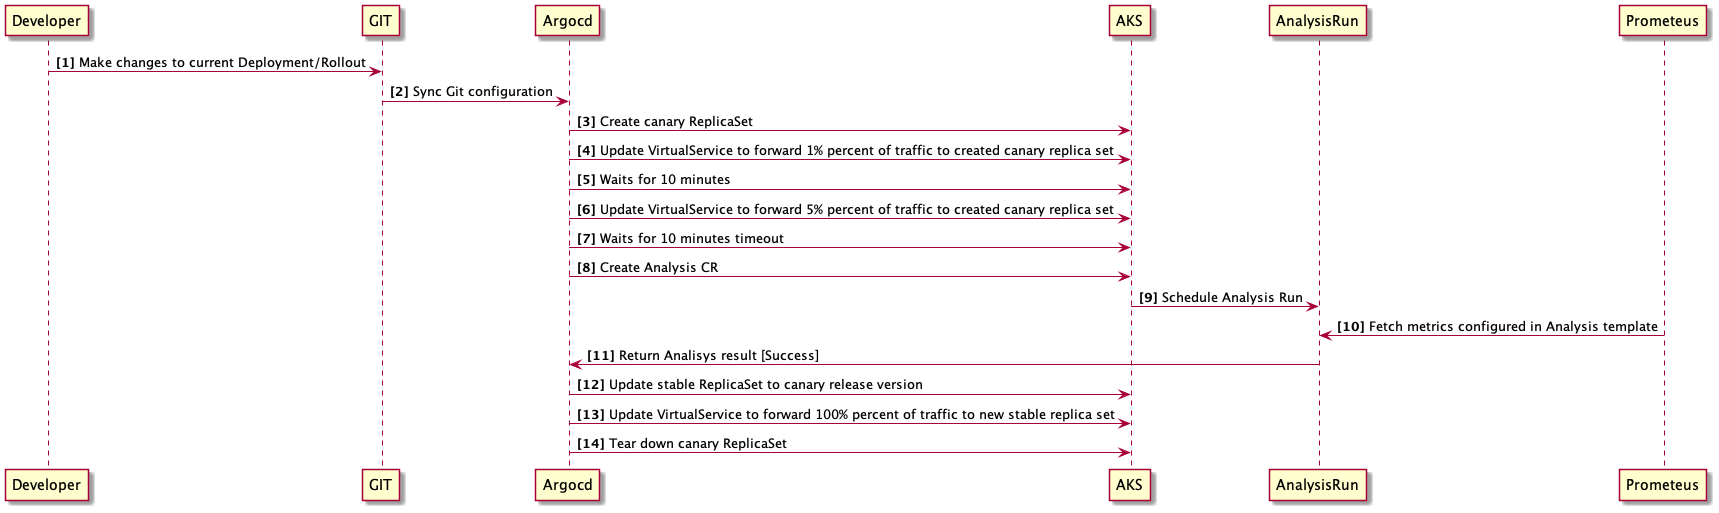 Developer GIT Argocd AKS AnalysisRun Prometeus
[1] Make changes to current Deployment/Rollout
[2] Sync Git configuration
[3] Create canary ReplicaSet
[4] Update VirtualService to forward 1% percent of traffic to created canary replica set
[5] Waits for 10 minutes
[6] Update VirtualService to forward 5% percent of traffic to created canary replica set
[7] Waits for 10 minutes timeout
[8] Create Analysis CR
[9] Schedule Analysis Run
[10] Fetch metrics configured in Analysis template
[11] Return Analisys result [Success]
[12] Update stable ReplicaSet to canary release version
[13] Update VirtualService to forward 100% percent of traffic to new stable replica set
[14] Tear down canary ReplicaSet
Developer GIT Argocd AKS AnalysisRun Prometeus